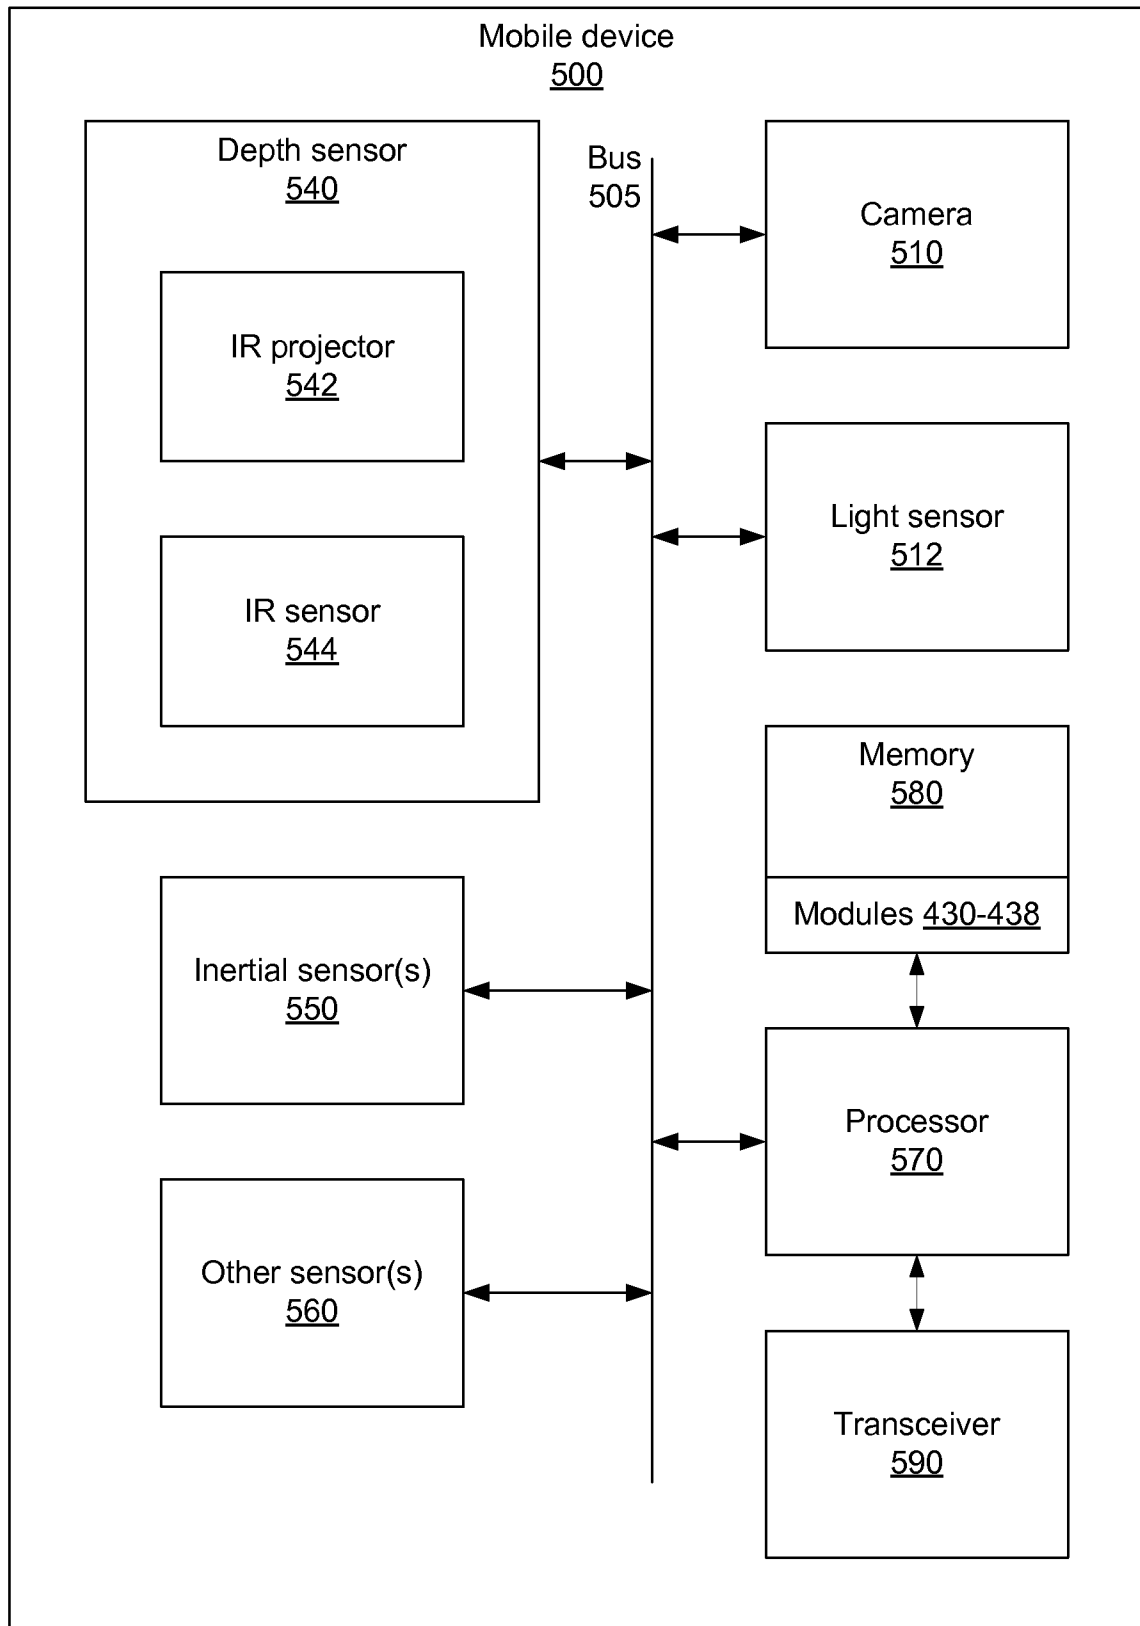 Mobile device
500
Depth sensor
540
IR projector
542
IR sensor
544
Inertial sensor(s)
550
Other sensor(s)
560
Bus
505
Camera
510
Light sensor
512
Memory
580
Modules 430-438
Processor
570
Transceiver
590